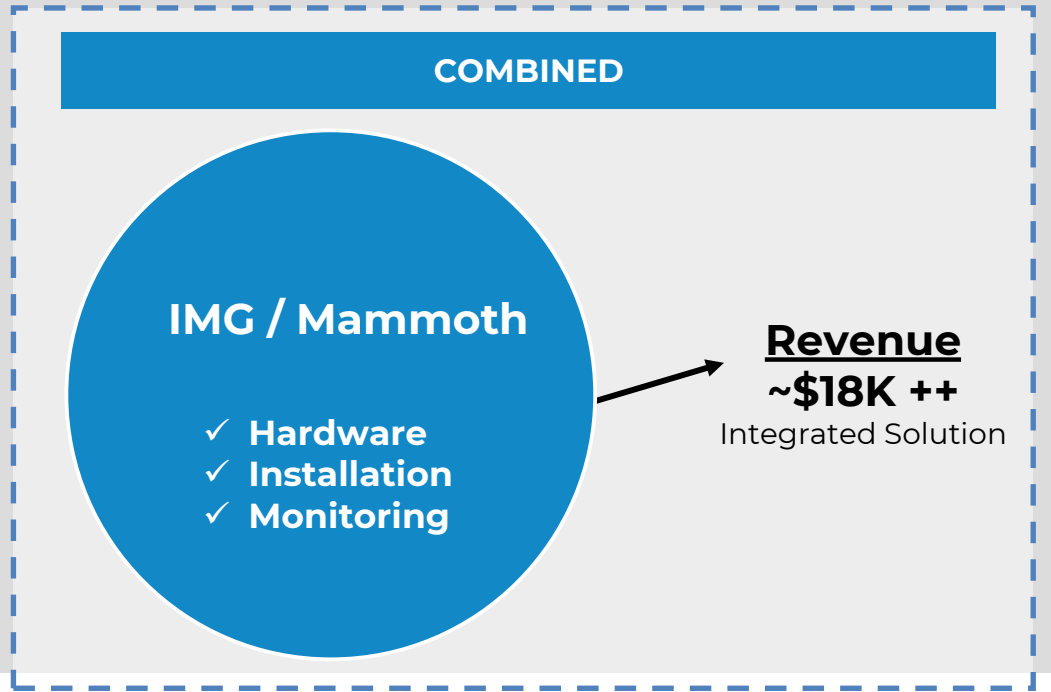 COMBINED
IMG / Mammoth
✓ Hardware
✓ Installation
✓ Monitoring
Revenue
~$18K ++
Integrated Solution